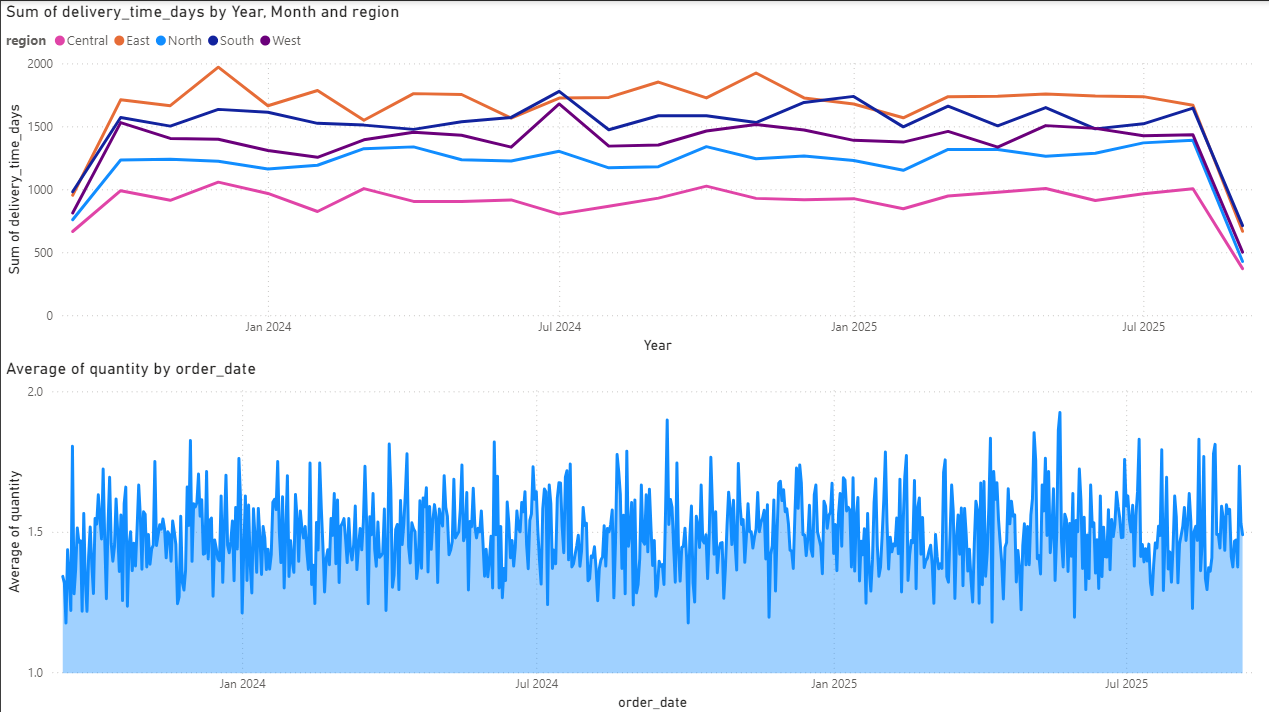 Sum of delivery_time_days by Year, Month and region
region Central East North South West
Sum of delivery_time_days
2000
1500
1000
500
0
Jan 2024 Jul 2024 Jan 2025 Jul 2025
Year
Average of quantity by order_date
Average of quantity
2.0
1.5
1.0
Jan 2024 Jul 2024 Jan 2025 Jul 2025
order_date